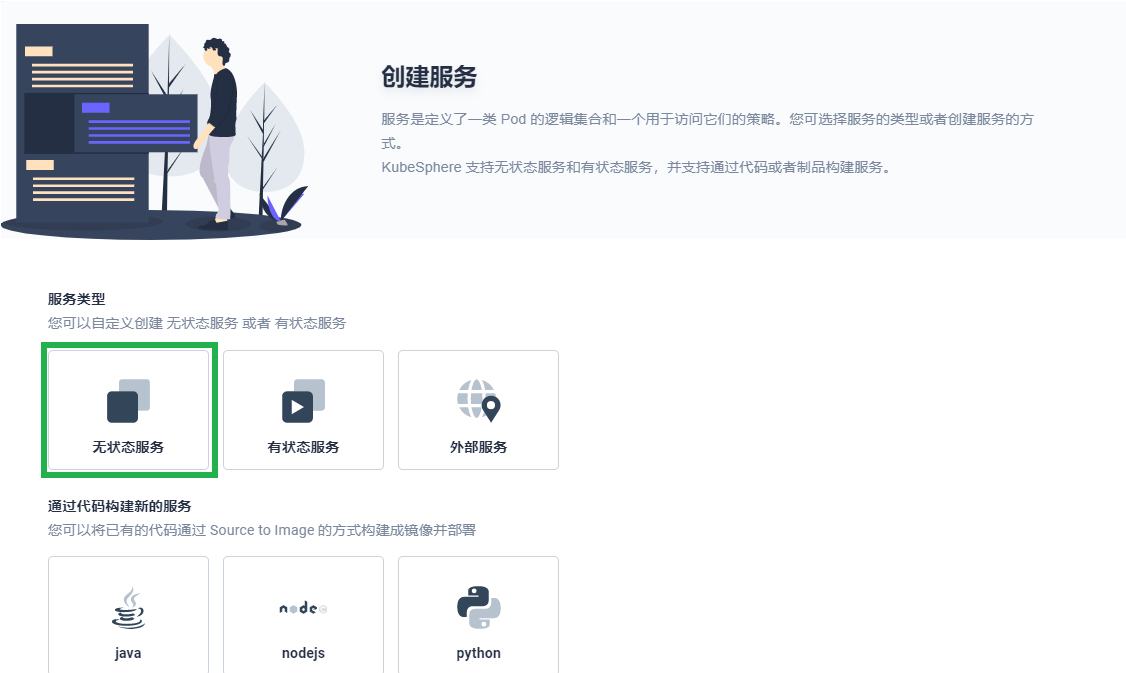 创建服务
服务是定义了一类 Pod 的逻辑集合和一个用于访问它们的策略。您可选择服务的类型或者创建服务的方
式。
KubeSphere 支持无状态服务和有状态服务，并支持通过代码或者制品构建服务。
服务类型
您可以自定义创建 无状态服务 或者 有状态服务
无状态服务 有状态服务 外部服务
通过代码构建新的服务
您可以将已有的代码通过 Source to Image 的方式构建成镜像并部署
node
java nodejs python